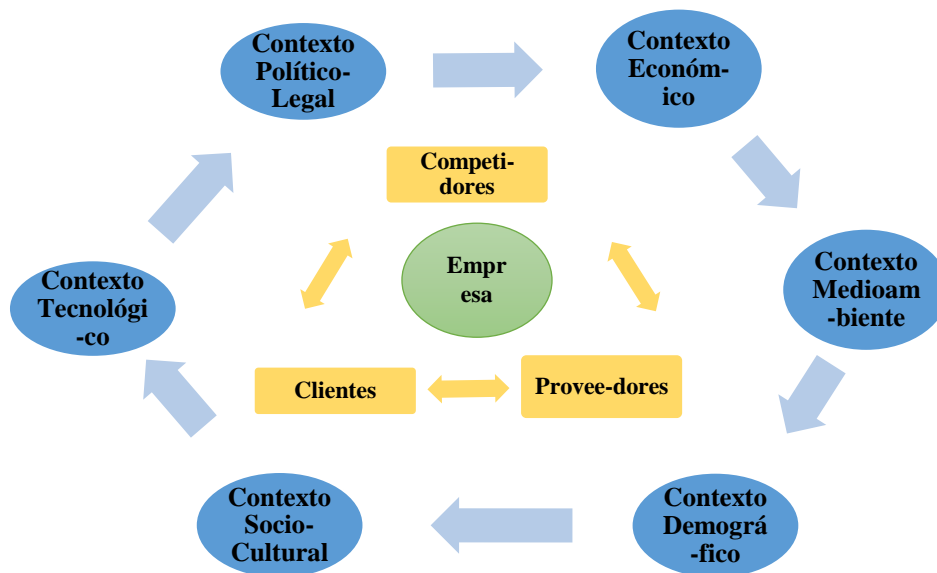 Contexto
Político-
Legal
Contexto
Económ-
ico
Competi-
dores
Empr
esa
Contexto
Tecnológi
-co
Contexto
Medioam
-biente
Clientes
Provee-dores
Contexto
Socio-
Cultural
Contexto
Demográ
-fico